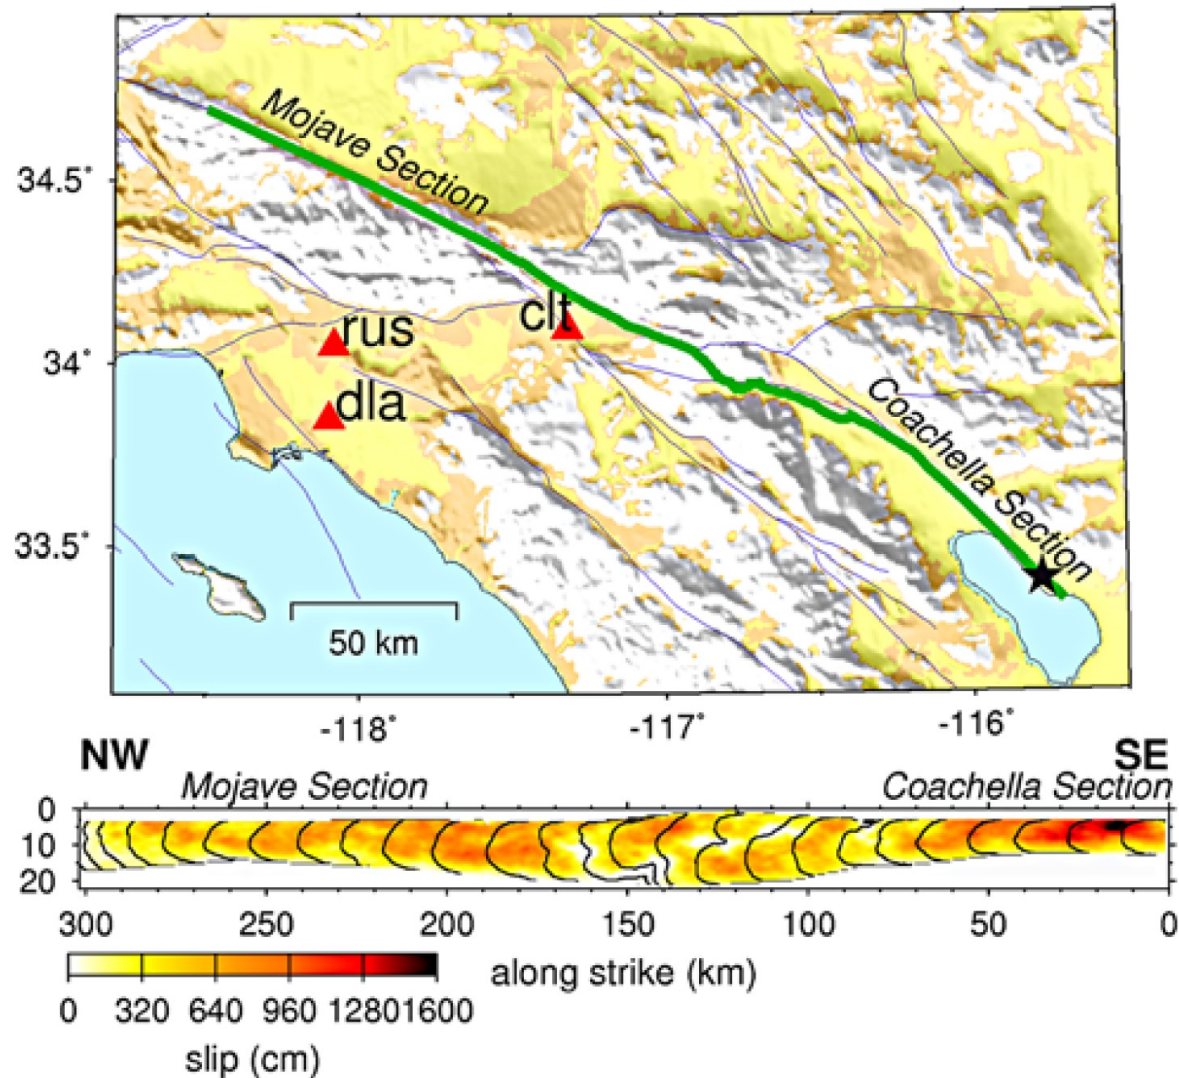 Mojave Section
34.5°
clt
rus
34°
dla
Coachella Section
33.5°
50 km
-118° -117° -116°
NW SE
Mojave Section Coachella Section
0
10
20
300 250 200 150 100 50 0
along strike (km)
0 320 640 960 1280 1600
slip (cm)